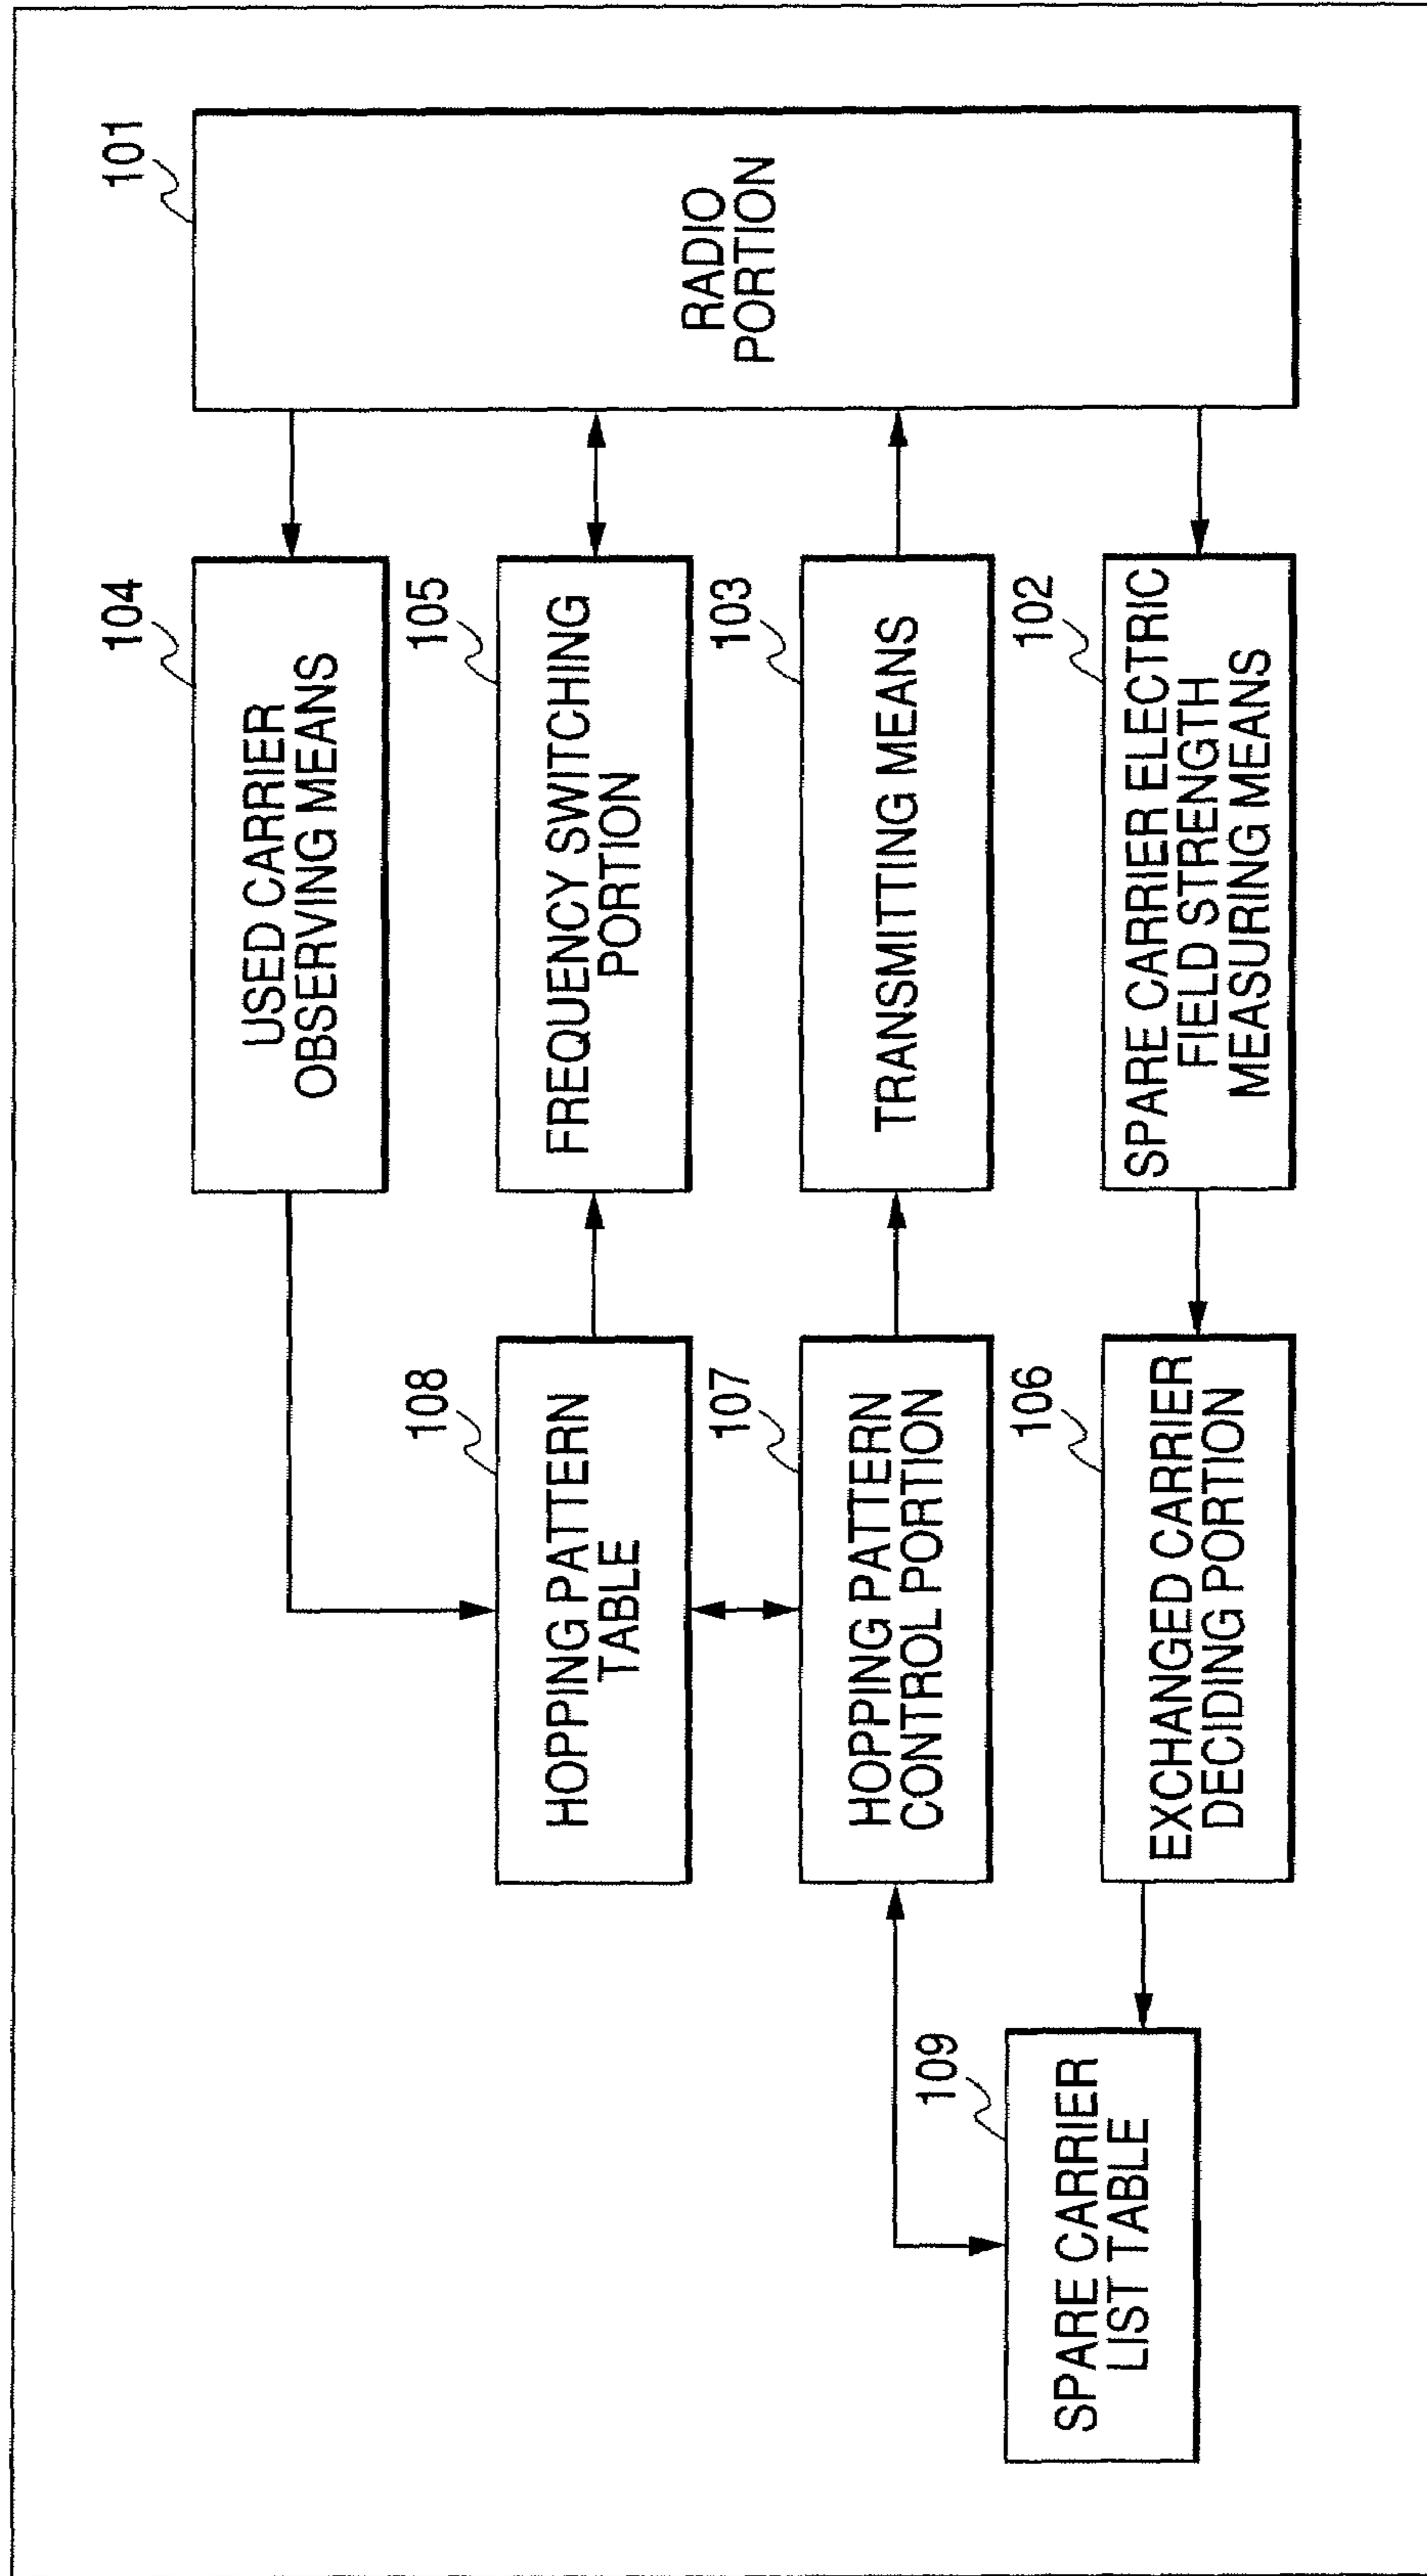 101
RADIO
PORTION
104
USED CARRIER
OBSERVING MEANS
105
FREQUENCY SWITCHING
PORTION
103
TRANSMITTING MEANS
102
SPARE CARRIER ELECTRIC
FIELD STRENGTH
MEASURING MEANS
108
HOPPING PATTERN
TABLE
107
HOPPING PATTERN
CONTROL PORTION
106
EXCHANGED CARRIER
DECIDING PORTION
109
SPARE CARRIER
LIST TABLE